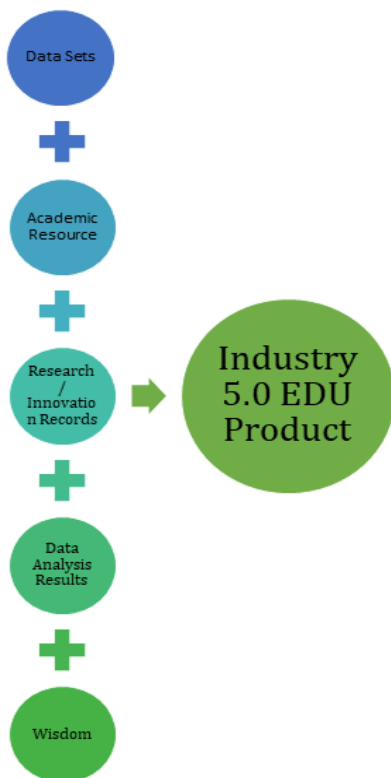 Data Sets
Academic
Resource
Research
/
Innovatio
n Records
Data
Analysis
Results
Wisdom
Industry
5.0 EDU
Product